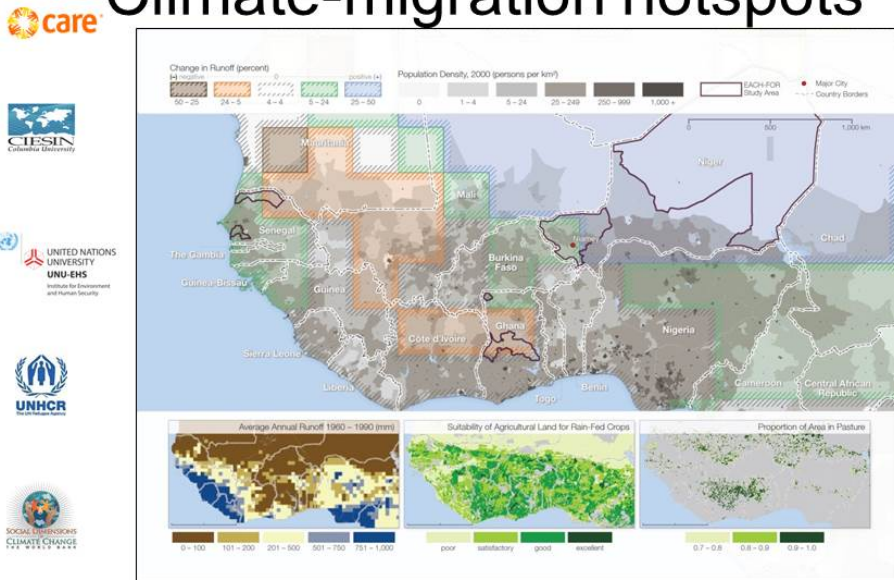 Climate-migration hotspots
care
CIESIN
Columbia University
UNITED NATIONS
UNIVERSITY
UNU-EHS
Institute for Environment
and Human Security
UNHCR
The UN Refugee Agency
SOCIAL DIMENSIONS
CLIMATE CHANGE
THE WORLD BANK
Change in Runoff (percent)
(-) negative 0 positive (+)
50 – 25 24 – 5 4 – 4 5 – 24 25 – 50
Population Density, 2000 (persons per km²)
0 1 – 4 5 – 24 25 – 249 250 – 999 1,000 +
EACH-FOR
Study Area
Major City
Country Borders
0 500 1,000 km
Mauritania
Niger
Mali
Senegal
Niamey
Chad
The Gambia
Burkina
Faso
Guinea-Bissau
Guinea
Ghana
Nigeria
Côte d'Ivoire
Sierra Leone
Liberia
Togo
Benin
Cameroon
Central African
Republic
Average Annual Runoff 1960 – 1990 (mm)
0 – 100 101 – 200 201 – 500 501 – 750 751 – 1,000
Suitability of Agricultural Land for Rain-Fed Crops
poor satisfactory good excellent
Proportion of Area in Pasture
0.7 – 0.8 0.8 – 0.9 0.9 – 1.0